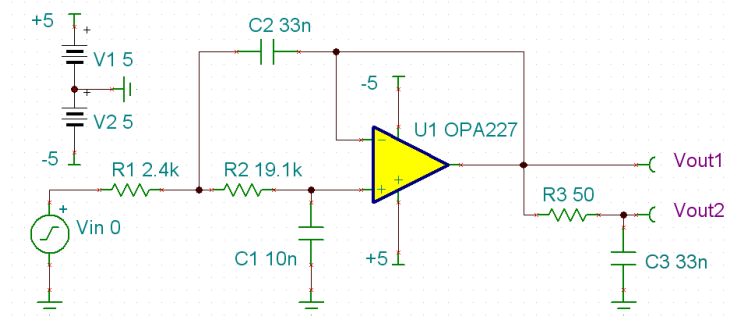 C2 33n
+5
V1 5
V2 5
-5
-5
U1 OPA227
R1 2.4k
R2 19.1k
Vout1
R3 50
Vout2
Vin 0
C1 10n
+5
C3 33n